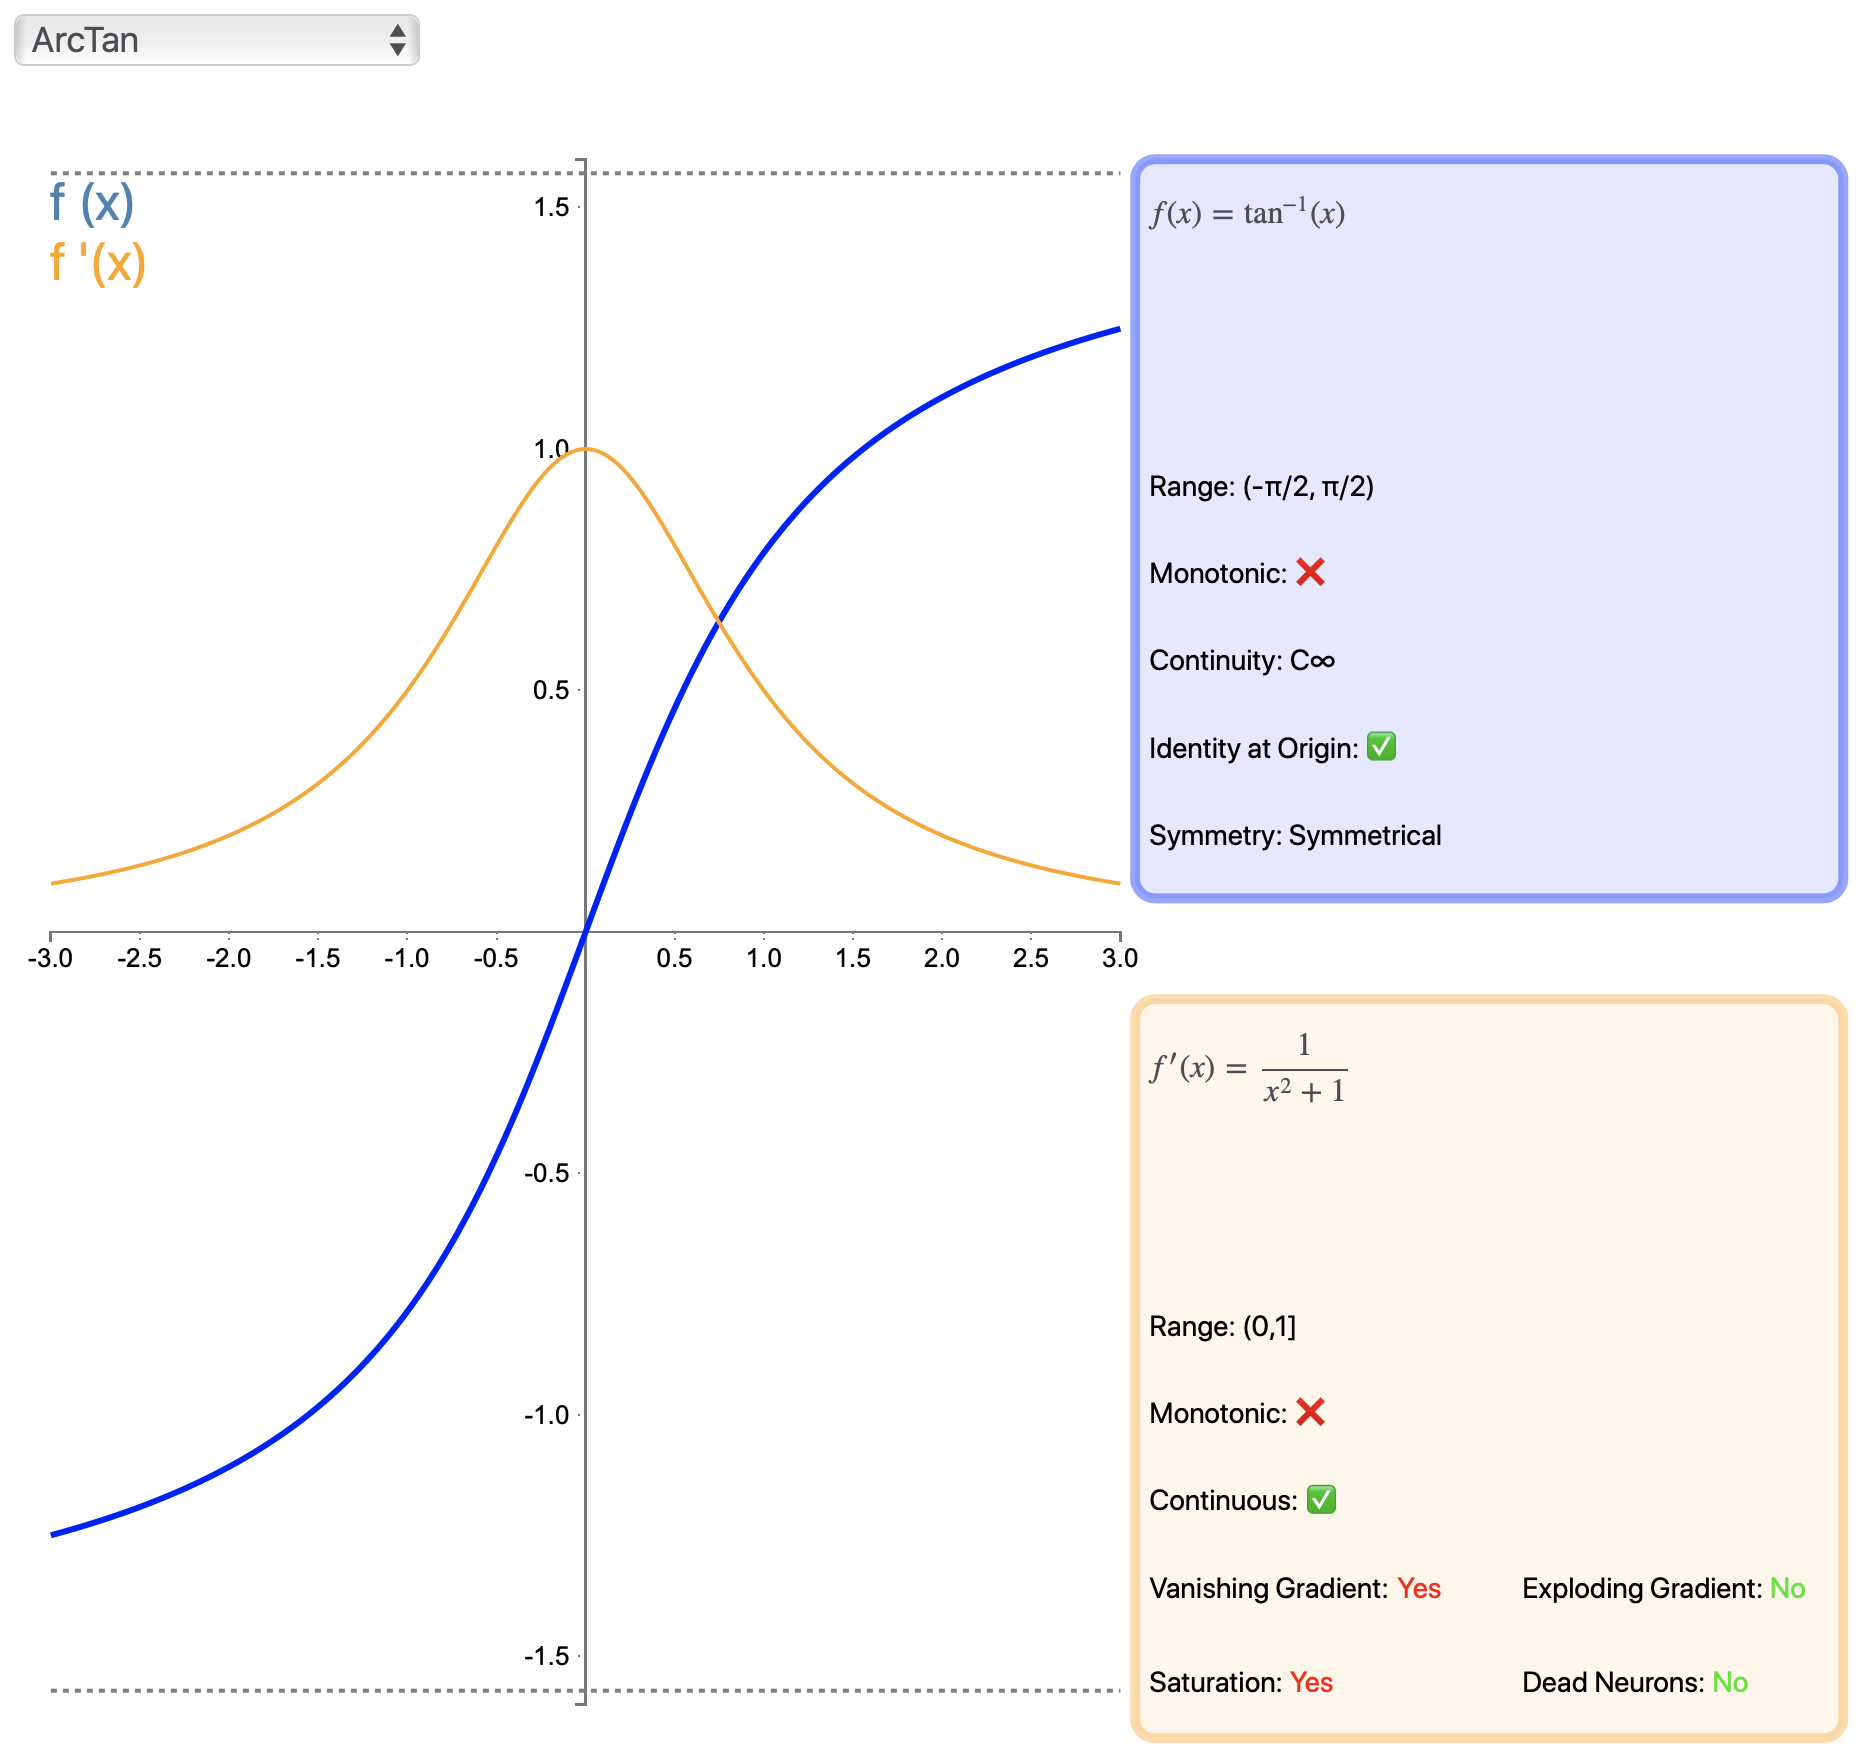 ArcTan
f (x)
f '(x)
1.5
1.0
0.5
-3.0 -2.5 -2.0 -1.5 -1.0 -0.5 0.5 1.0 1.5 2.0 2.5 3.0
-0.5
-1.0
-1.5
f(x) = tan⁻¹(x)
Range: (-π/2, π/2)
Monotonic: ❌
Continuity: C∞
Identity at Origin: ✅
Symmetry: Symmetrical
f′(x) = 1 / (x² + 1)
Range: (0,1]
Monotonic: ❌
Continuous: ✅
Vanishing Gradient: Yes Exploding Gradient: No
Saturation: Yes Dead Neurons: No